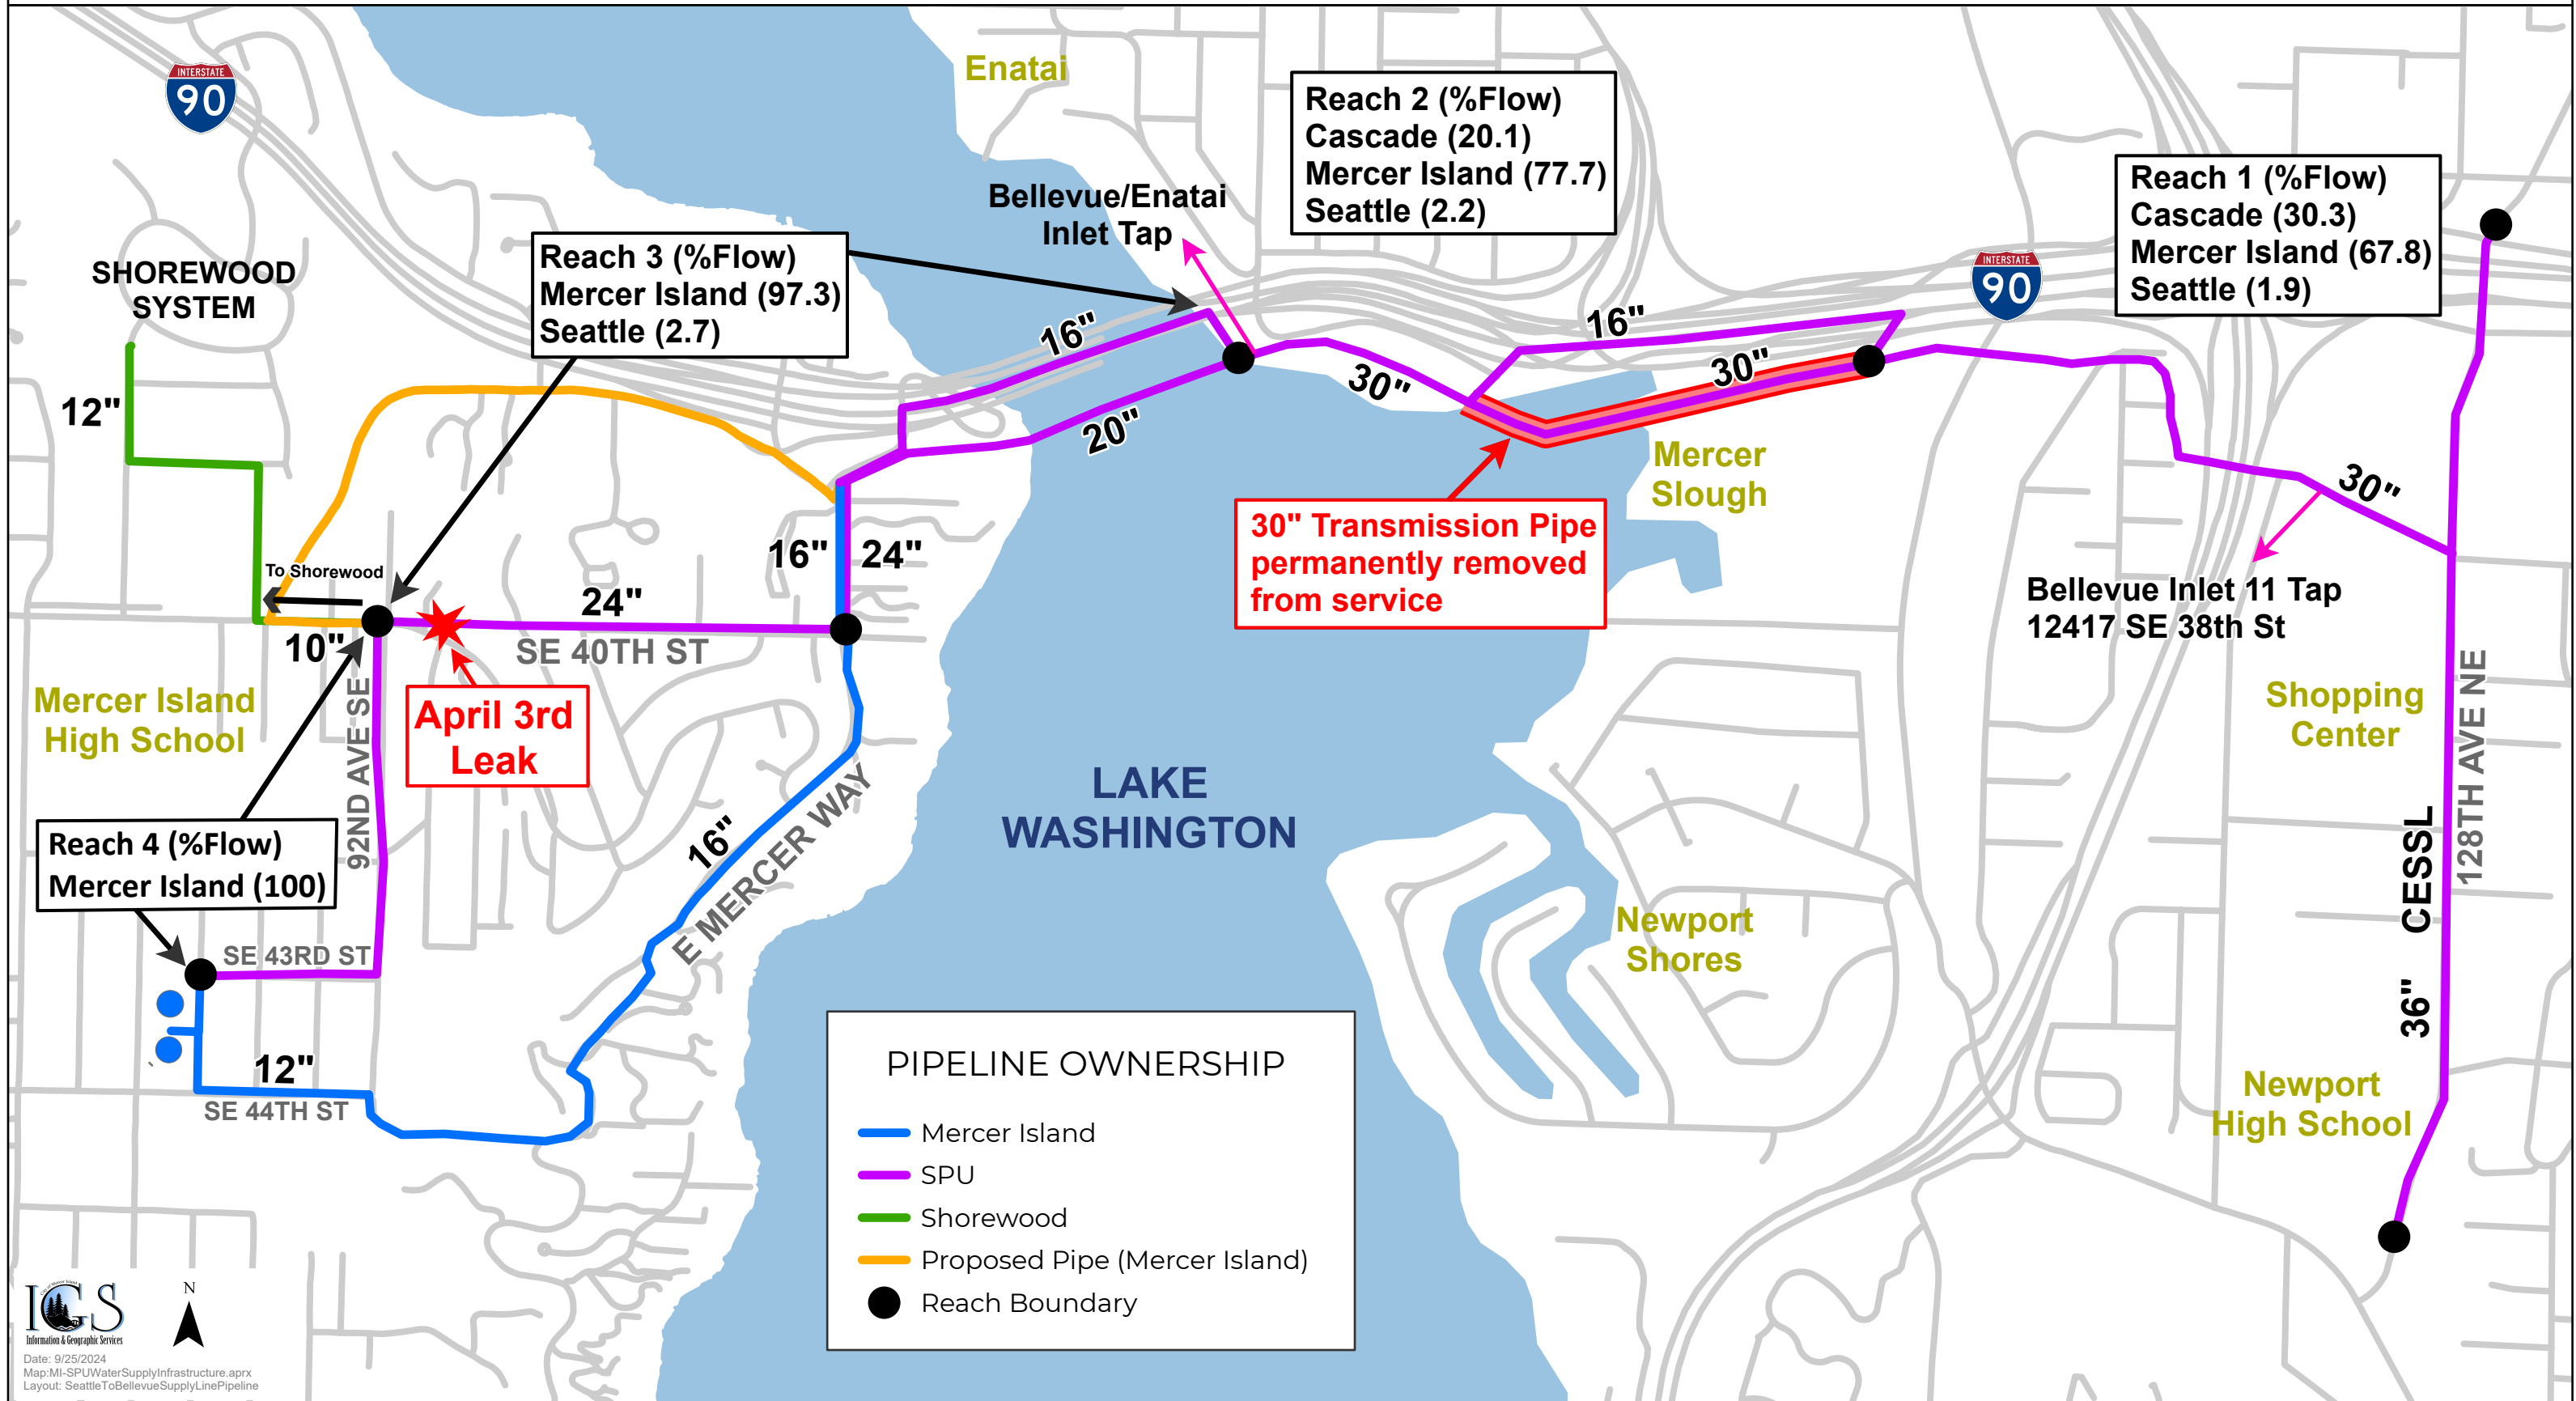 INTERSTATE
90
Enatai
Reach 2 (%Flow)
Cascade (20.1)
Mercer Island (77.7)
Seattle (2.2)
Reach 1 (%Flow)
Cascade (30.3)
Mercer Island (67.8)
Seattle (1.9)
Bellevue/Enatai
Inlet Tap
Reach 3 (%Flow)
Mercer Island (97.3)
Seattle (2.7)
SHOREWOOD
SYSTEM
INTERSTATE
90
16"
16"
30"
30"
12"
20"
Mercer
Slough
30"
30" Transmission Pipe
permanently removed
from service
16"
24"
To Shorewood
24"
SE 40TH ST
10"
Bellevue Inlet 11 Tap
12417 SE 38th St
Mercer Island
High School
92ND AVE SE
April 3rd
Leak
Shopping
Center
128TH AVE NE
LAKE
WASHINGTON
Reach 4 (%Flow)
Mercer Island (100)
16"
E MERCER WAY
36" CESSL
Newport
Shores
SE 43RD ST
12"
SE 44TH ST
Newport
High School
PIPELINE OWNERSHIP
Mercer Island
SPU
Shorewood
Proposed Pipe (Mercer Island)
Reach Boundary
IGS
Information & Geographic Services
N
Date: 9/25/2024
Map:MI-SPUWaterSupplyInfrastructure.aprx
Layout: SeattleToBellevueSupplyLinePipeline